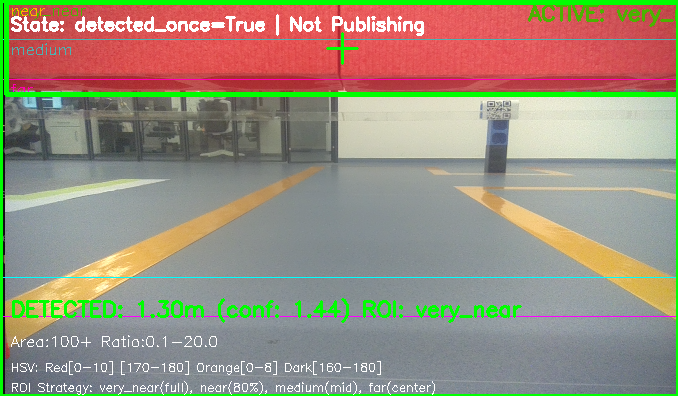 near
State: detected_once=True | Not Publishing
ACTIVE: very_
medium
DETECTED: 1.30m (conf: 1.44) ROI: very_near
Area:100+ Ratio:0.1-20.0
HSV: Red[0-10] [170-180] Orange[0-8] Dark[160-180]
ROI Strategy: very_near(full), near(80%), medium(mid), far(center)